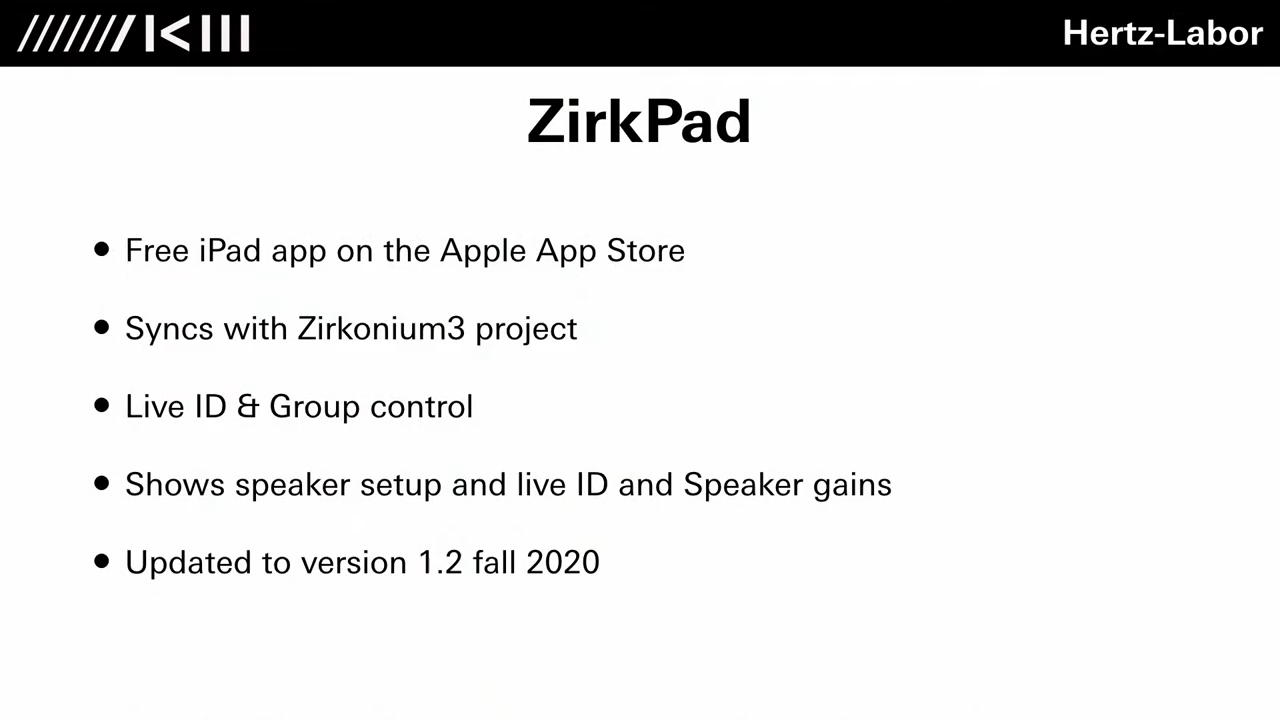 Hertz-Labor
ZirkPad
• Free iPad app on the Apple App Store
• Syncs with Zirkonium3 project
• Live ID & Group control
• Shows speaker setup and live ID and Speaker gains
• Updated to version 1.2 fall 2020